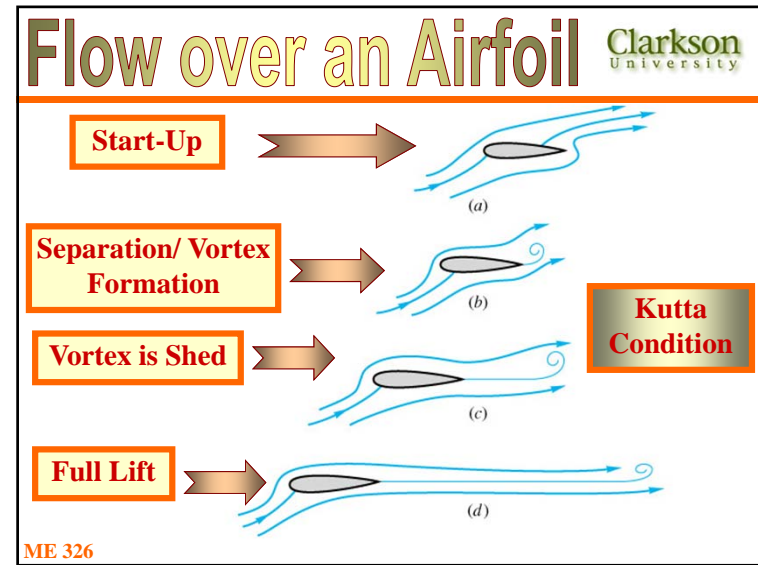 Flow over an Airfoil
Clarkson
University
Start-Up
(a)
Separation/ Vortex
Formation
(b)
Kutta
Condition
Vortex is Shed
(c)
Full Lift
(d)
ME 326